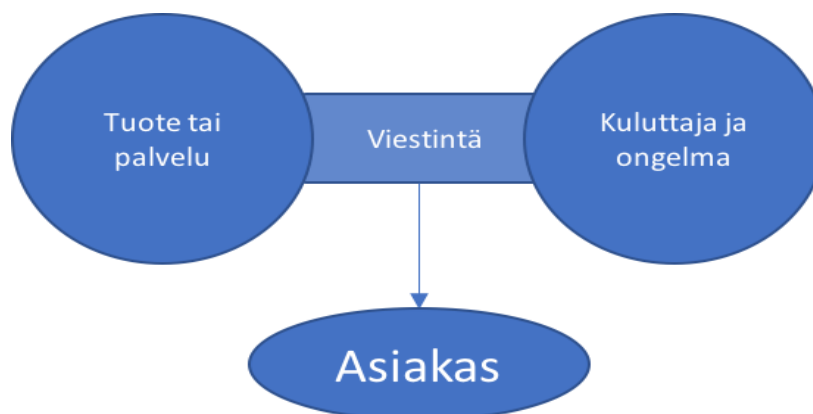 Tuote tai
palvelu
Viestintä
Kuluttaja ja
ongelma
Asiakas